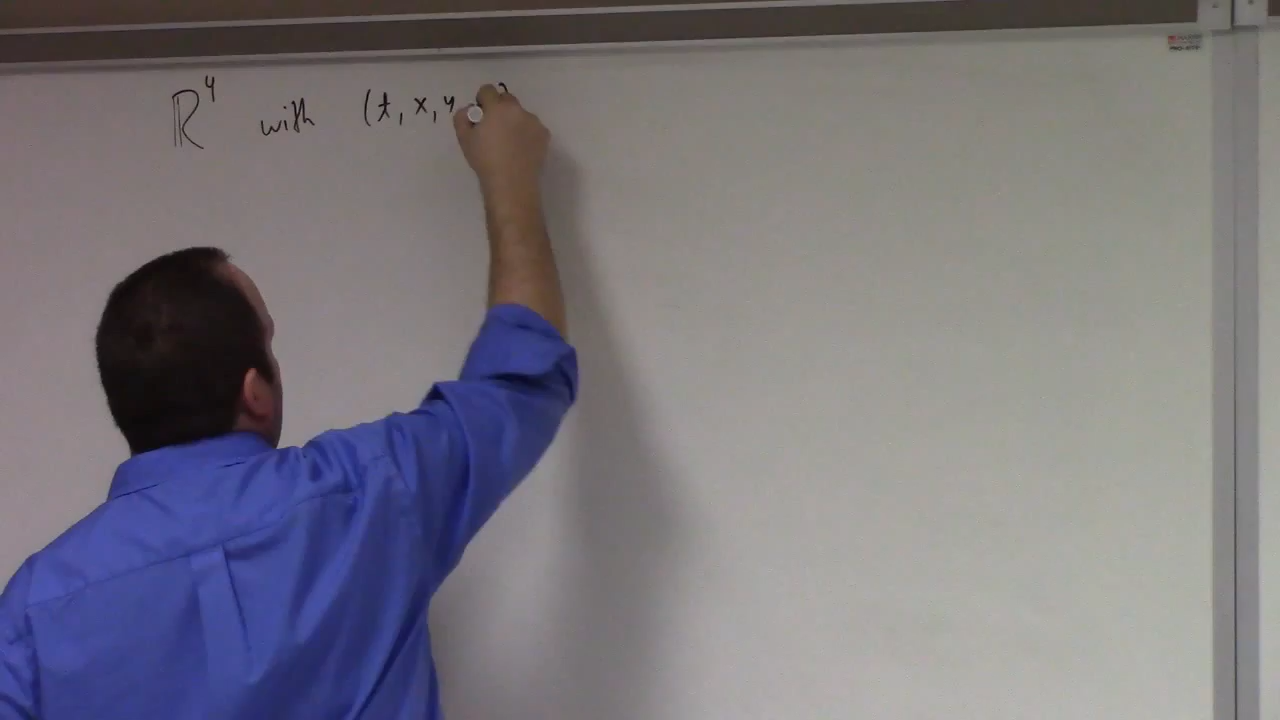 ℝ⁴ with (t, x, y